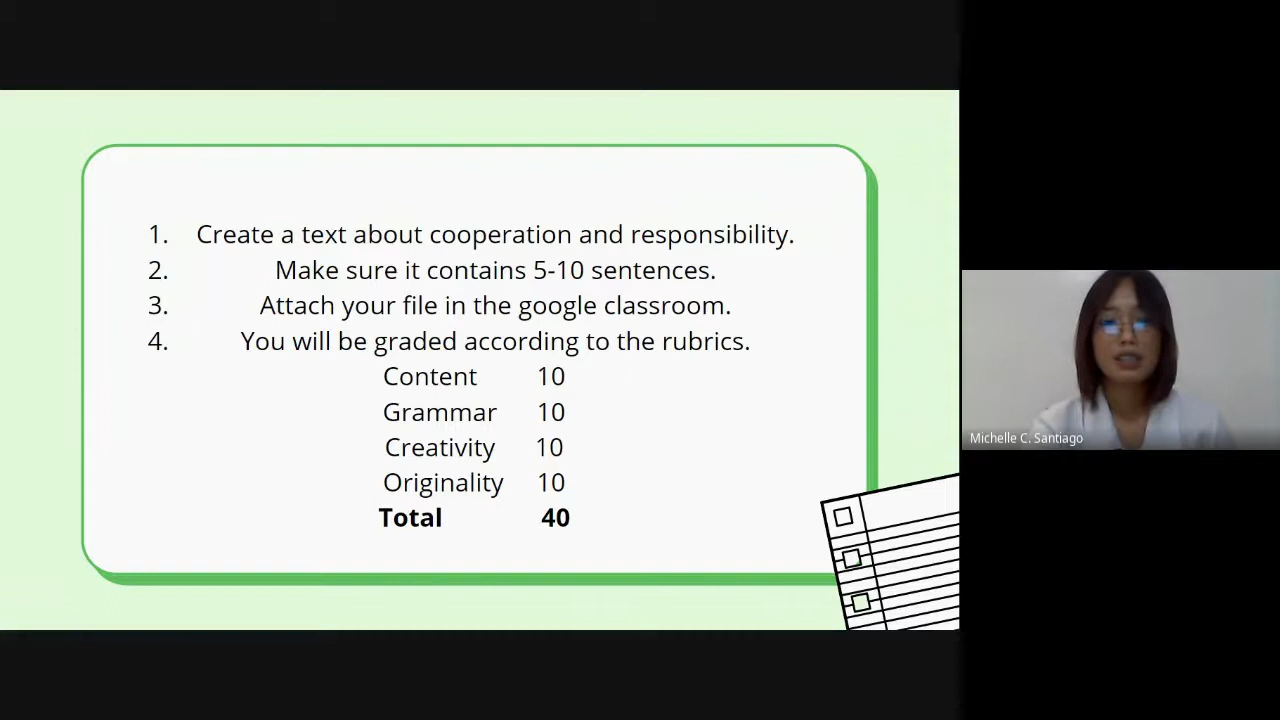 1. Create a text about cooperation and responsibility.
2. Make sure it contains 5-10 sentences.
3. Attach your file in the google classroom.
4. You will be graded according to the rubrics.
Content 10
Grammar 10
Creativity 10
Originality 10
Total 40
Michelle C. Santiago